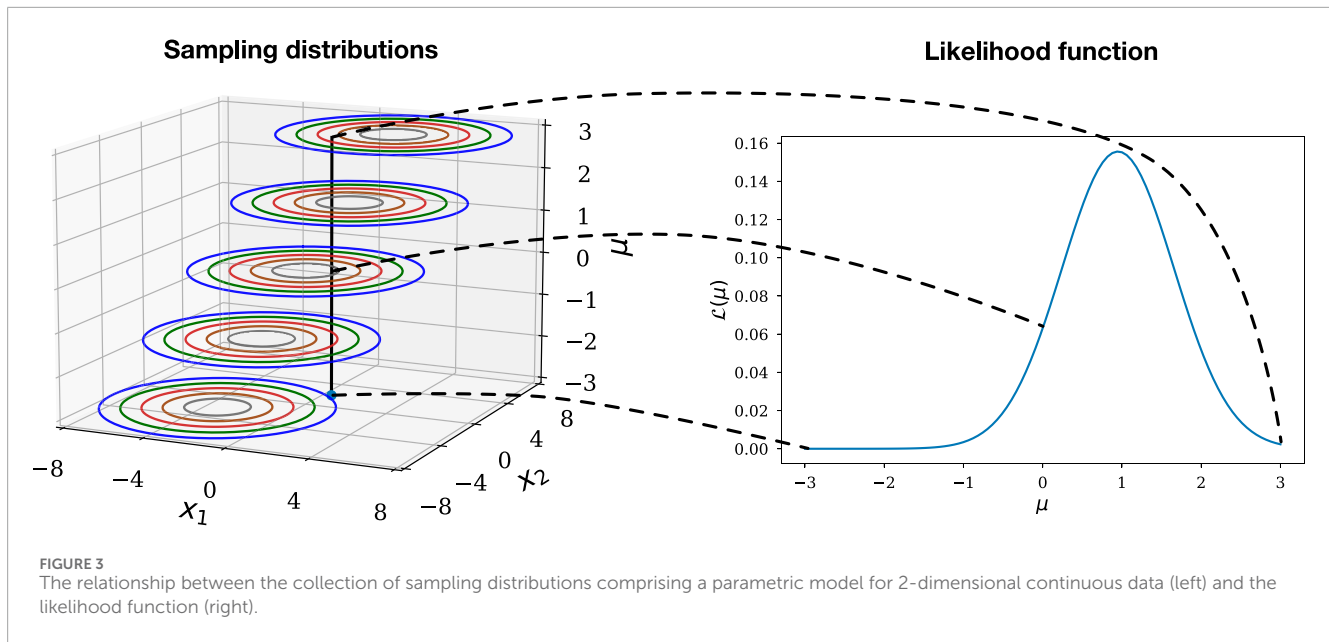 Sampling distributions
Likelihood function
3
2
1
0
−1
−2
−3
μ
−8
−4
0
4
8
x₁
−8
−4
0
4
8
x₂
0.16
0.14
0.12
0.10
0.08
0.06
0.04
0.02
0.00
ℒ(μ)
−3 −2 −1 0 1 2 3
μ
FIGURE 3
The relationship between the collection of sampling distributions comprising a parametric model for 2-dimensional continuous data (left) and the
likelihood function (right).